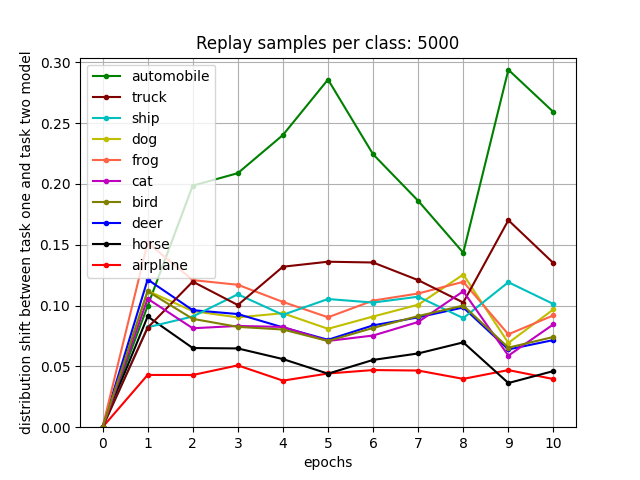 Replay samples per class: 5000
distribution shift between task one and task two model
0.30
0.25
0.20
0.15
0.10
0.05
0.00
automobile
truck
ship
dog
frog
cat
bird
deer
horse
airplane
0 1 2 3 4 5 6 7 8 9 10
epochs